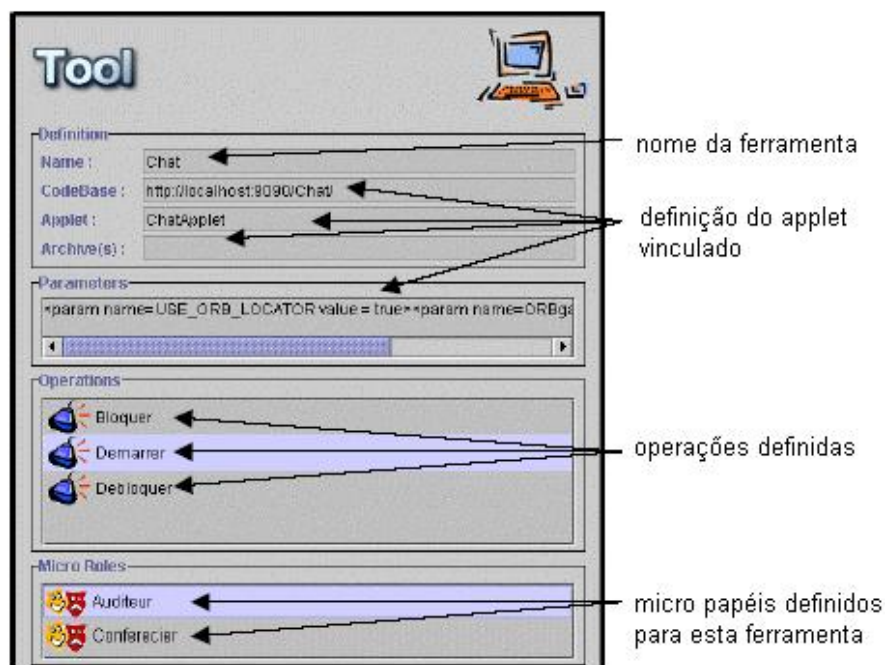 Tool
Definition
Name : Chat
nome da ferramenta
CodeBase : http://localhost:9090/Chat/
Applet : ChatApplet
definição do applet
vinculado
Archive(s) :
Parameters
<param name=USE_ORB_LOCATOR value = true><param name=ORBga
Operations
Bloquer
Demarrer
operações definidas
Debloquer
Micro Roles
Auditeur
micro papéis definidos
para esta ferramenta
Conferecier